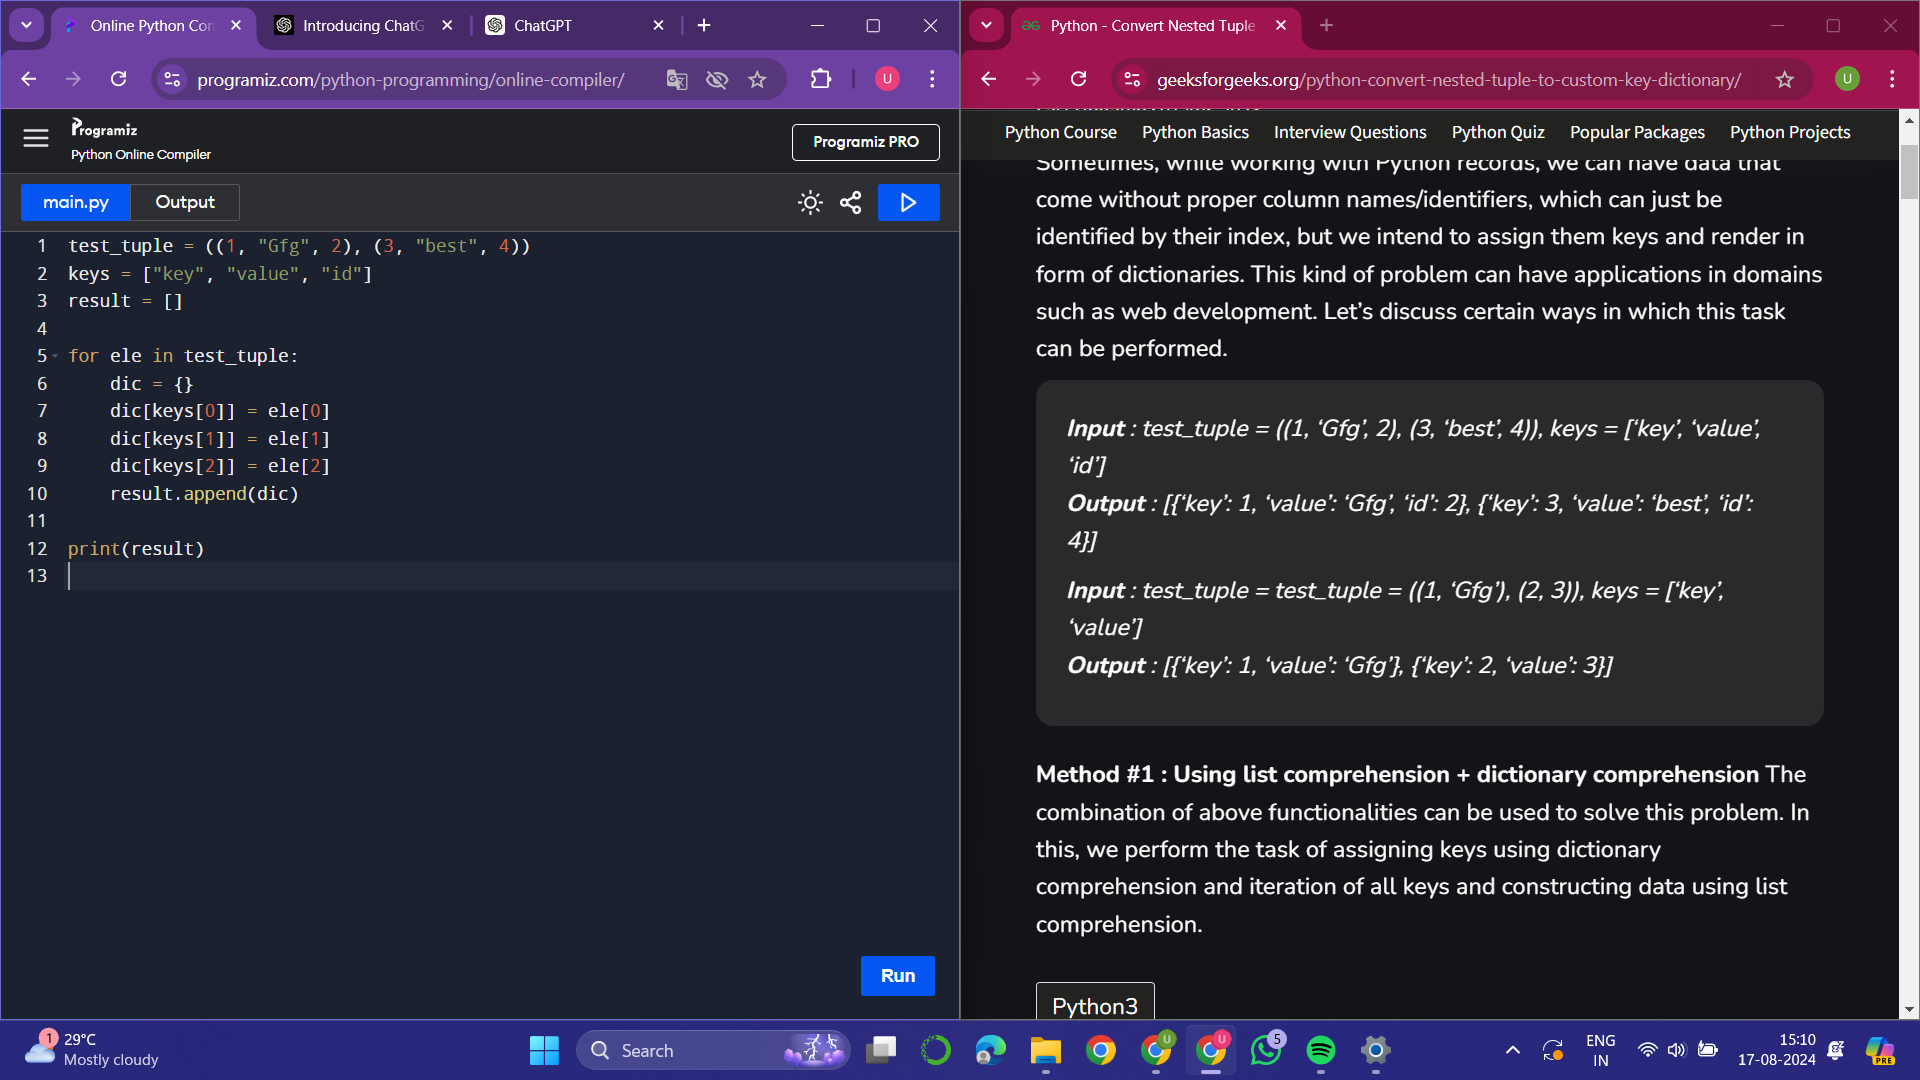 Online Python Com
Introducing ChatG
ChatGPT
programiz.com/python-programming/online-compiler/
U
Programiz
Python Online Compiler
Programiz PRO
main.py
Output
1 test_tuple = ((1, "Gfg", 2), (3, "best", 4))
2 keys = ["key", "value", "id"]
3 result = []
4
5 for ele in test_tuple:
6 dic = {}
7 dic[keys[0]] = ele[0]
8 dic[keys[1]] = ele[1]
9 dic[keys[2]] = ele[2]
10 result.append(dic)
11
12 print(result)
13
Run
Python - Convert Nested Tuple
geeksforgeeks.org/python-convert-nested-tuple-to-custom-key-dictionary/
U
Python Course Python Basics Interview Questions Python Quiz Popular Packages Python Projects
Sometimes, while working with Python records, we can have data that
come without proper column names/identifiers, which can just be
identified by their index, but we intend to assign them keys and render in
form of dictionaries. This kind of problem can have applications in domains
such as web development. Let’s discuss certain ways in which this task
can be performed.
Input : test_tuple = ((1, ‘Gfg’, 2), (3, ‘best’, 4)), keys = [‘key’, ‘value’,
‘id’]
Output : [{‘key’: 1, ‘value’: ‘Gfg’, ‘id’: 2}, {‘key’: 3, ‘value’: ‘best’, ‘id’:
4}]
Input : test_tuple = test_tuple = ((1, ‘Gfg’), (2, 3)), keys = [‘key’,
‘value’]
Output : [{‘key’: 1, ‘value’: ‘Gfg’}, {‘key’: 2, ‘value’: 3}]
Method #1 : Using list comprehension + dictionary comprehension The
combination of above functionalities can be used to solve this problem. In
this, we perform the task of assigning keys using dictionary
comprehension and iteration of all keys and constructing data using list
comprehension.
Python3
1
29°C
Mostly cloudy
Search
U
U
5
ENG
IN
15:10
17-08-2024
PRE